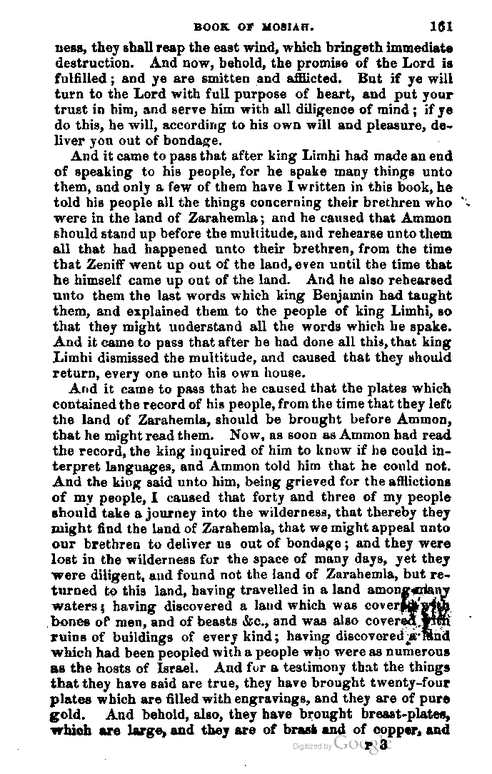 BOOK OF MOSIAH. 161
ness, they shall reap the east wind, which bringeth immediate
destruction. And now, behold, the promise of the Lord is
fulfilled; and ye are smitten and afflicted. But if ye will
turn to the Lord with full purpose of heart, and put your
trust in him, and serve him with all diligence of mind; if ye
do this, he will, according to his own will and pleasure, de-
liver you out of bondage.
And it came to pass that after king Limhi had made an end
of speaking to his people, for he spake many things unto
them, and only a few of them have I written in this book, he
told his people all the things concerning their brethren who
were in the land of Zarahemla; and he caused that Ammon
should stand up before the multitude, and rehearse unto them
all that had happened unto their brethren, from the time
that Zeniff went up out of the land, even until the time that
he himself came up out of the land. And he also rehearsed
unto them the last words which king Benjamin had taught
them, and explained them to the people of king Limhi, so
that they might understand all the words which he spake.
And it came to pass that after he had done all this, that king
Limhi dismissed the multitude, and caused that they should
return, every one unto his own house.
And it came to pass that he caused that the plates which
contained the record of his people, from the time that they left
the land of Zarahemla, should be brought before Ammon,
that he might read them. Now, as soon as Ammon had read
the record, the king inquired of him to know if he could in-
terpret languages, and Ammon told him that he could not.
And the king said unto him, being grieved for the afflictions
of my people, I caused that forty and three of my people
should take a journey into the wilderness, that thereby they
might find the land of Zarahemla, that we might appeal unto
our brethren to deliver us out of bondage; and they were
lost in the wilderness for the space of many days, yet they
were diligent, and found not the land of Zarahemla, but re-
turned to this land, having travelled in a land among many
waters; having discovered a land which was covered with
bones of men, and of beasts &c., and was also covered with
ruins of buildings of every kind; having discovered a land
which had been peopled with a people who were as numerous
as the hosts of Israel. And for a testimony that the things
that they have said are true, they have brought twenty-four
plates which are filled with engravings, and they are of pure
gold. And behold, also, they have brought breast-plates,
which are large, and they are of brass and of copper, and
P 3
Digitized by Google